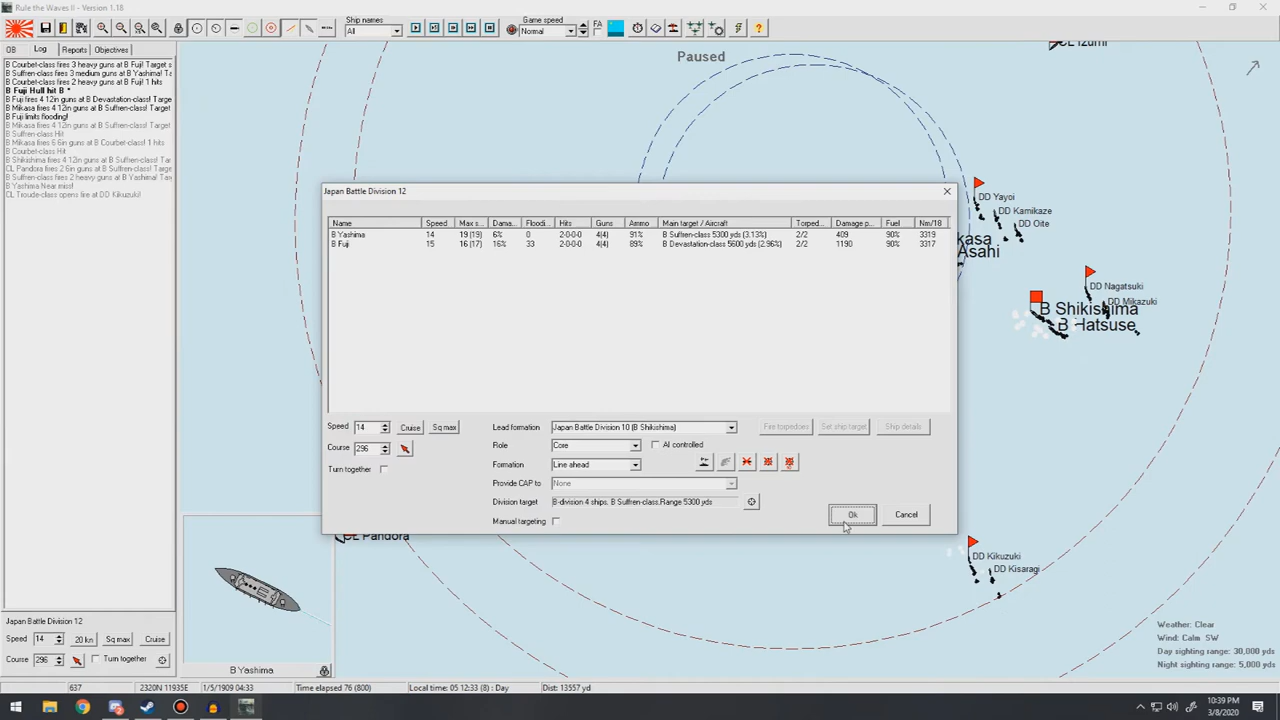 Rule the Waves II - Version 1.18
Ship names
All
Game speed
Normal
FA
OB Log Reports Objectives
B Courbet-class fires 3 heavy guns at B Fuji! Target s
B Suffren-class fires 3 medium guns at B Yashima! Tar
B Courbet-class fires 2 heavy guns at B Fuji! 1 hits
B Fuji Hull hit B *
B Fuji fires 4 12in guns at B Devastation-class! Target
B Mikasa fires 4 12in guns at B Suffren-class! Target
B Fuji limits flooding!
B Mikasa fires 4 12in guns at B Suffren-class! Target
B Suffren-class Hit
B Mikasa fires 6 6in guns at B Courbet-class! 1 hits
B Courbet-class Hit
B Shikishima fires 4 12in guns at B Suffren-class! Tar
CL Pandora fires 2 6in guns at B Suffren-class! Target
B Suffren-class fires 2 heavy guns at B Yashima! Tar
B Yashima Near miss!
CL Troude-class opens fire at DD Kikuzuki!
Paused
CL Izumi
DD Yayoi
DD Kamikaze
DD Oite
kasa
Asahi
DD Nagatsuki
DD Mikazuki
B Shikishima
B Hatsuse
CL Pandora
DD Kikuzuki
DD Kisaragi
Japan Battle Division 12
Name Speed Max s... Dama... Floodi... Hits Guns Ammo Main target / Aircraft Torped... Damage p... Fuel Nm/18
B Yashima 14 19 (19) 6% 0 2-0-0-0 4(4) 91% B Suffren-class 5300 yds (3.13%) 2/2 409 90% 3319
B Fuji 15 16 (17) 16% 33 2-0-0-0 4(4) 89% B Devastation-class 5600 yds (2.96%) 2/2 1190 90% 3317
Speed 14 Cruise Sq max
Course 296
Turn together
Lead formation Japan Battle Division 10 (B Shikishima)
Role Core AI controlled
Formation Line ahead
Provide CAP to None
Division target B-division 4 ships. B Suffren-class.Range 5300 yds
Manual targeting
Fire torpedoes Set ship target Ship details
Ok Cancel
Japan Battle Division 12
Speed 14 20 kn Sq max Cruise
Course 296 Turn together
B Yashima
Weather: Clear
Wind: Calm SW
Day sighting range: 30,000 yds
Night sighting range: 5,000 yds
637 2320N 11935E 1/5/1909 04:33 Time elapsed 76 (800) Local time: 05 12:33 (8) : Day Dist: 13557 yd
10:39 PM
3/8/2020